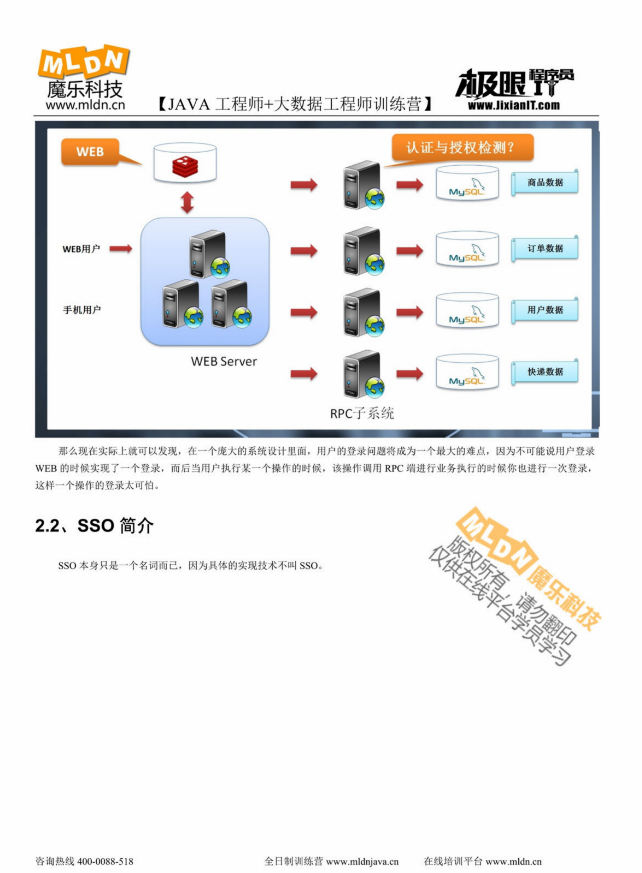 MLDN
魔乐科技
www.mldn.cn
【JAVA 工程师+大数据工程师训练营】
极限IT程序员
www.JixianIT.com
WEB
认证与授权检测?
MySQL
商品数据
WEB用户
MySQL
订单数据
手机用户
MySQL
用户数据
WEB Server
MySQL
快递数据
RPC子系统
那么现在实际上就可以发现，在一个庞大的系统设计里面，用户的登录问题将成为一个最大的难点，因为不可能说用户登录
WEB 的时候实现了一个登录，而后当用户执行某一个操作的时候，该操作调用 RPC 端进行业务执行的时候你也进行一次登录，
这样一个操作的登录太可怕。
2.2、SSO 简介
SSO 本身只是一个名词而已，因为具体的实现技术不叫 SSO。
MLDN 魔乐科技
版权所有，请勿翻印
仅供在线平台学员学习
咨询热线 400-0088-518
全日制训练营 www.mldnjava.cn
在线培训平台 www.mldn.cn